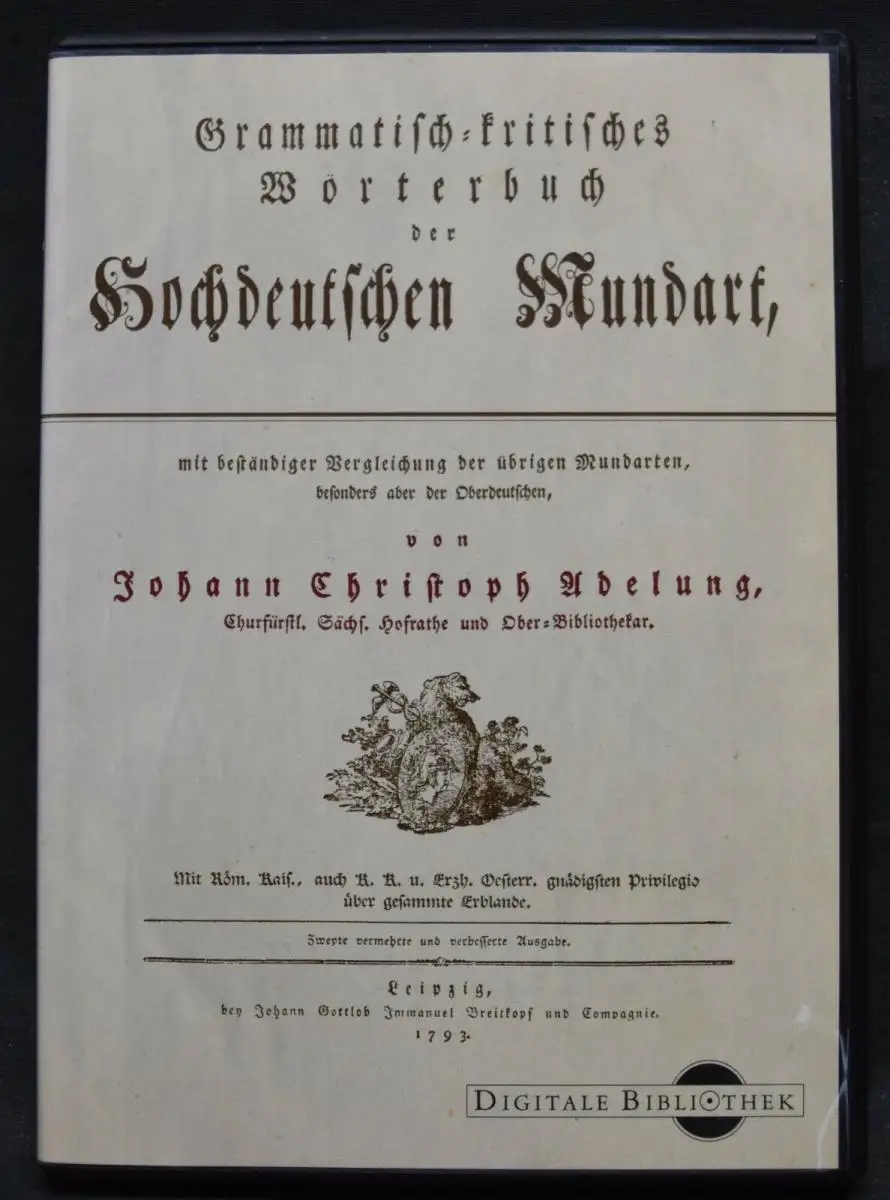 Grammatiſch-kritiſches
Wörterbuch
der
Hochdeutſchen Mundart,
mit beſtändiger Vergleichung der übrigen Mundarten,
beſonders aber der Oberdeutſchen,
von
Johann Chriſtoph Adelung,
Churfürſtl. Sächſ. Hofrathe und Ober-Bibliothekar.
Mit Röm. Kaiſ., auch K. K. u. Erzh. Oeſterr. gnädigſten Privilegio
über geſammte Erblande.
Zweyte vermehrte und verbeſſerte Ausgabe.
Leipzig,
bey Johann Gottlob Immanuel Breitkopf und Compagnie.
1793.
DIGITALE BIBLIOTHEK